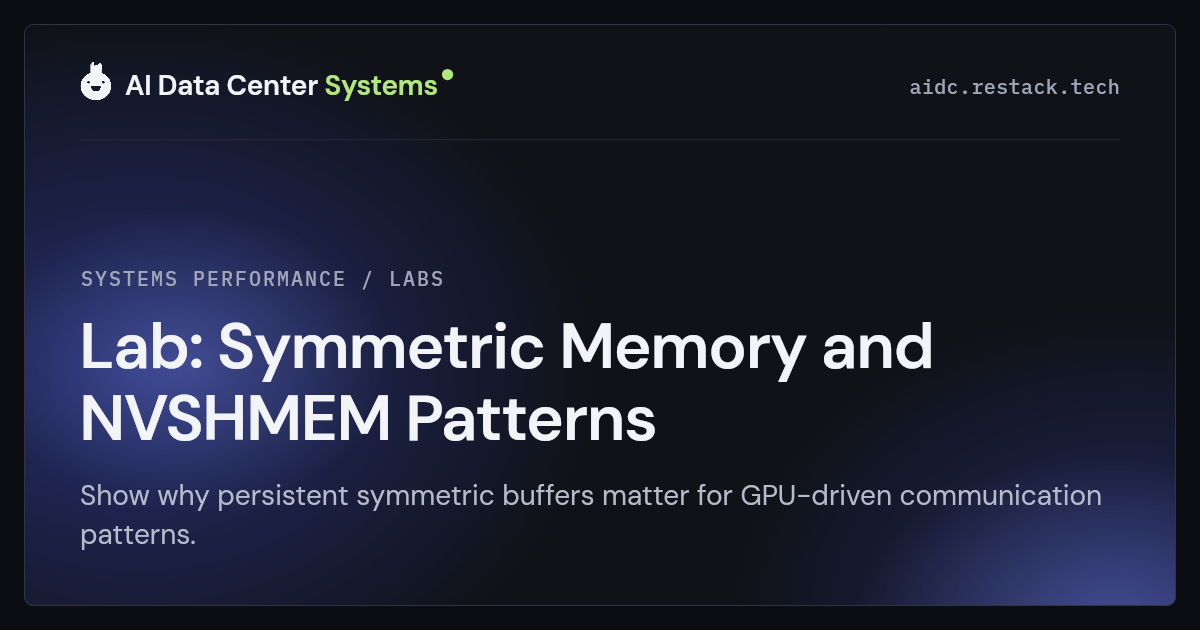 AI Data Center Systems
aidc.restack.tech
SYSTEMS PERFORMANCE / LABS
Lab: Symmetric Memory and
NVSHMEM Patterns
Show why persistent symmetric buffers matter for GPU-driven communication
patterns.